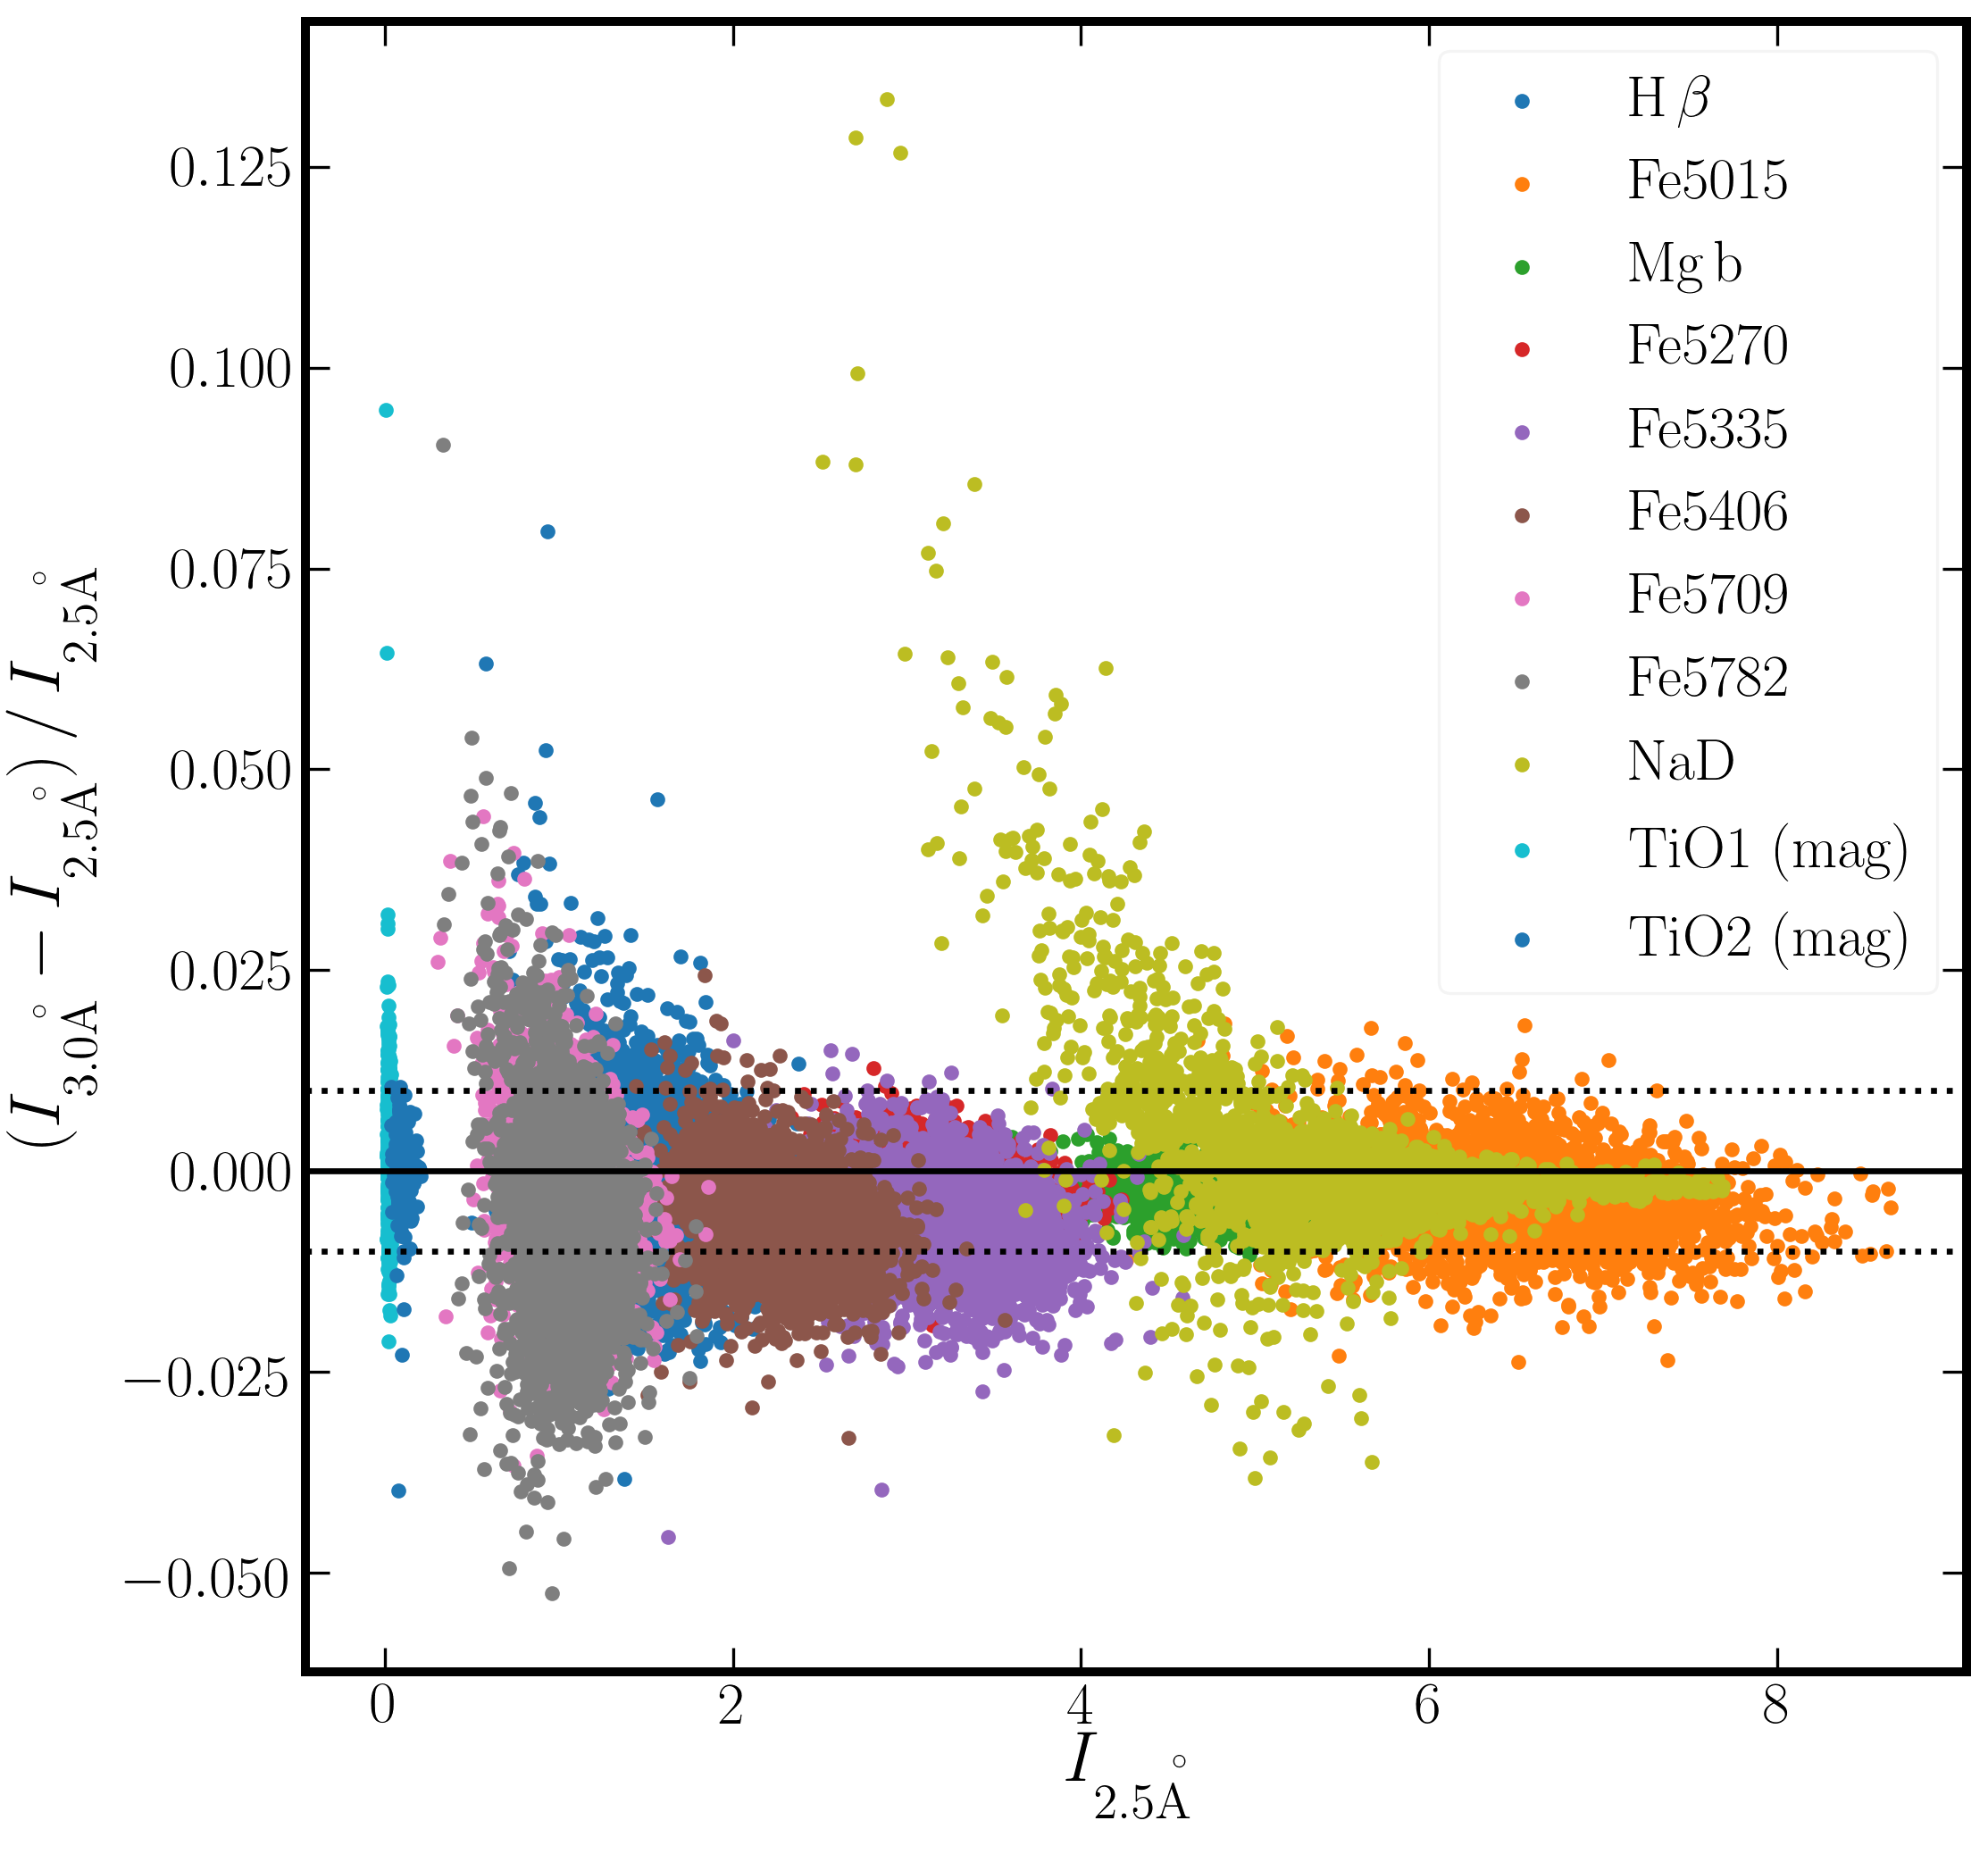 (I3.0Å − I2.5Å) / I2.5Å
0.125
0.100
0.075
0.050
0.025
0.000
−0.025
−0.050
H β
Fe5015
Mg b
Fe5270
Fe5335
Fe5406
Fe5709
Fe5782
NaD
TiO1 (mag)
TiO2 (mag)
0 2 4 6 8
I2.5Å